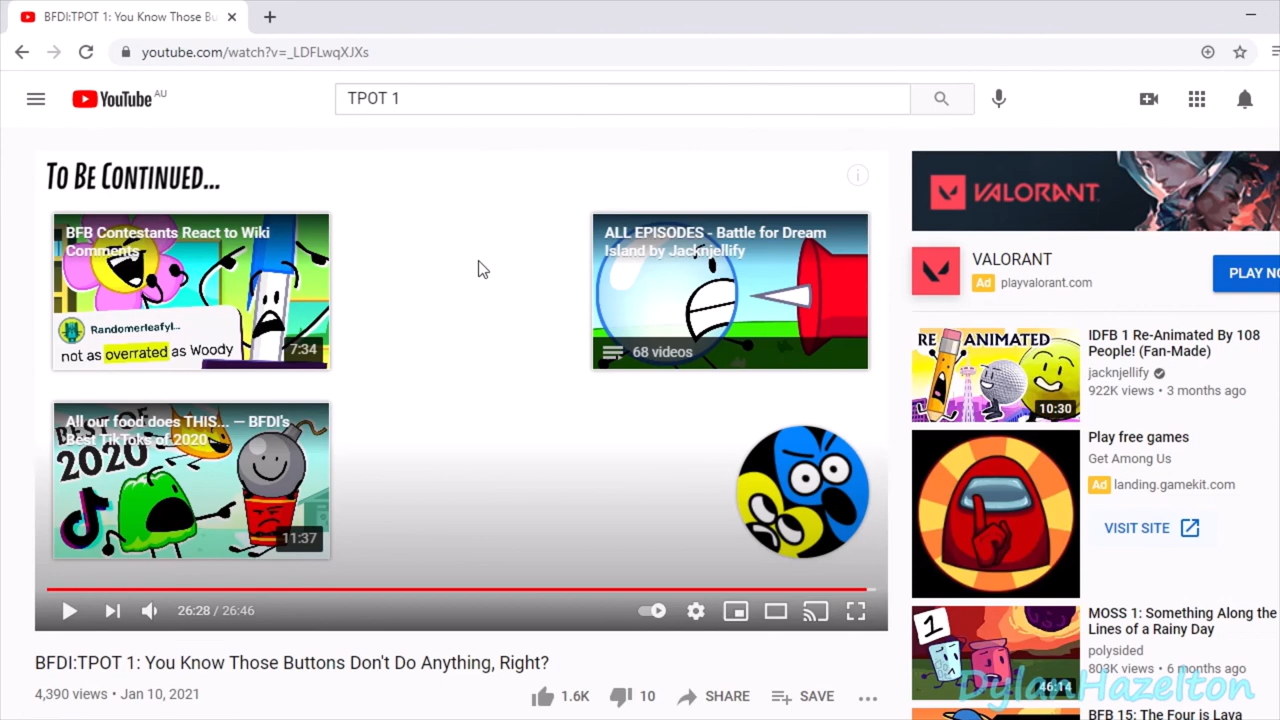 BFDI:TPOT 1: You Know Those Bu
youtube.com/watch?v=_LDFLwqXJXs
YouTube AU
TPOT 1
To Be Continued...
BFB Contestants React to Wiki
Comments
Randomerleafyl...
not as overrated as Woody
7:34
ALL EPISODES - Battle for Dream
Island by Jacknjellify
68 videos
All our food does THIS... — BFDI's
Best TikToks of 2020
BEST OF
2020
11:37
26:28 / 26:46
BFDI:TPOT 1: You Know Those Buttons Don't Do Anything, Right?
4,390 views • Jan 10, 2021
1.6K
10
SHARE
SAVE
VALORANT
VALORANT
Ad playvalorant.com
PLAY NO
RE ANIMATED
10:30
IDFB 1 Re-Animated By 108
People! (Fan-Made)
jacknjellify
922K views • 3 months ago
Play free games
Get Among Us
Ad landing.gamekit.com
VISIT SITE
1
46:14
MOSS 1: Something Along the
Lines of a Rainy Day
polysided
803K views • 6 months ago
DylanHazelton
BFB 15: The Four is Lava